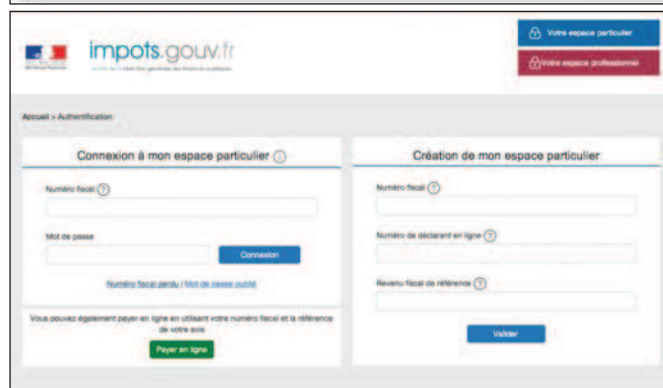 Votre espace particulier
impots.gouv.fr
Votre espace professionnel
Accueil > Authentification
Connexion à mon espace particulier
Numéro fiscal
Mot de passe
Connexion
Numéro fiscal perdu / Mot de passe oublié
Vous pouvez également payer en ligne en utilisant votre numéro fiscal et la référence
de votre avis
Payer en ligne
Création de mon espace particulier
Numéro fiscal
Numéro de déclarant en ligne
Revenu fiscal de référence
Valider